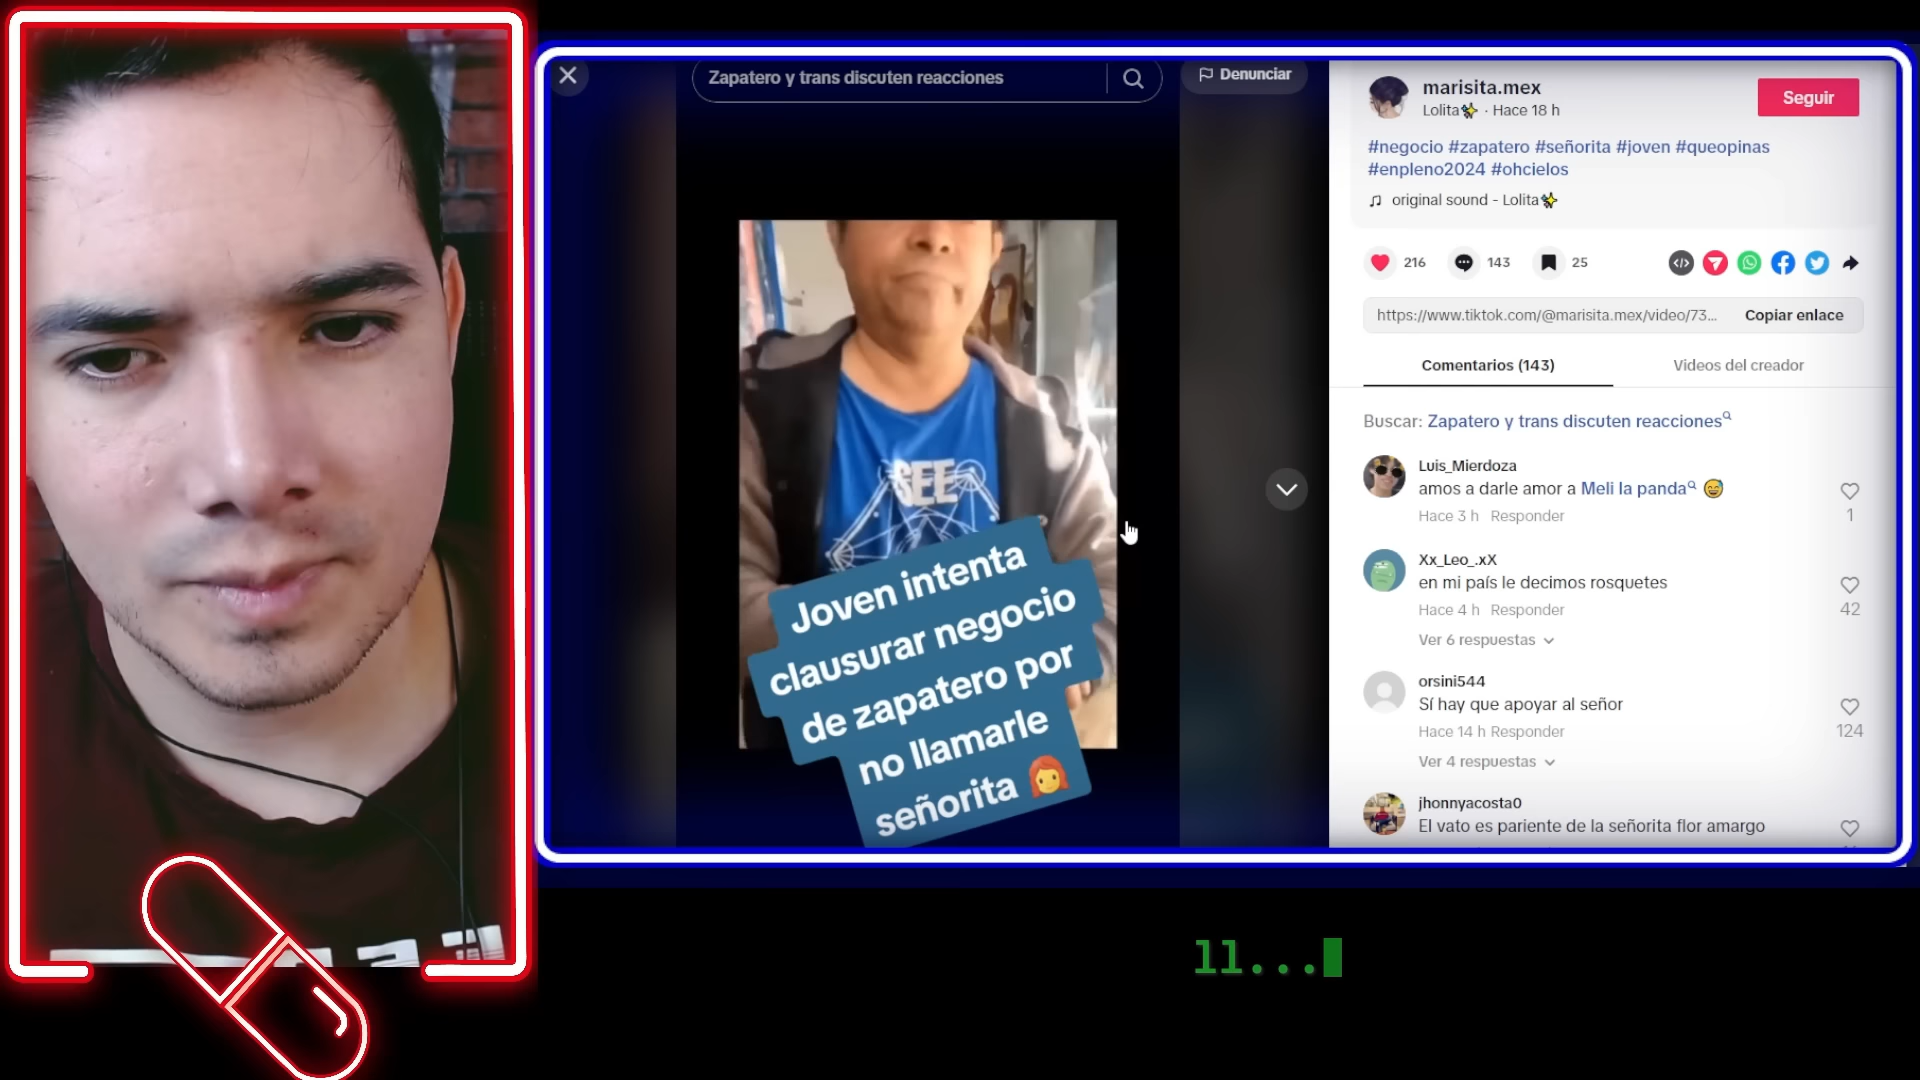 Zapatero y trans discuten reacciones
Denunciar
SEE
Joven intenta
clausurar negocio
de zapatero por
no llamarle
señorita
marisita.mex
Lolita✨ · Hace 18 h
Seguir
#negocio #zapatero #señorita #joven #queopinas
#enpleno2024 #ohcielos
original sound - Lolita✨
216
143
25
https://www.tiktok.com/@marisita.mex/video/73...
Copiar enlace
Comentarios (143)
Videos del creador
Buscar: Zapatero y trans discuten reacciones
Luis_Mierdoza
amos a darle amor a Meli la panda 😅
Hace 3 h Responder
1
Xx_Leo_.xX
en mi país le decimos rosquetes
Hace 4 h Responder
42
Ver 6 respuestas
orsini544
Sí hay que apoyar al señor
Hace 14 h Responder
124
Ver 4 respuestas
jhonnyacosta0
El vato es pariente de la señorita flor amargo
11...